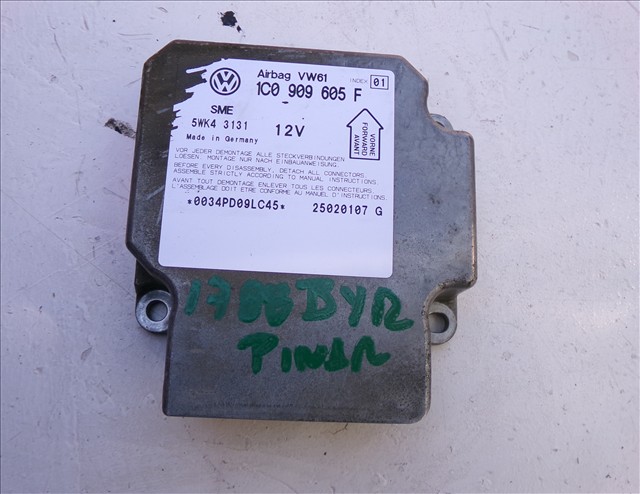 VW
Airbag VW61 INDEX 01
1C0 909 605 F
SME
5WK4 3131 12V
Made in Germany
VORNE
FORWARD
AVANT
VOR JEDER DEMONTAGE ALLE STECKVERBINDUNGEN
LOESEN. MONTAGE NUR NACH EINBAUANWEISUNG.
BEFORE EVERY DISASSEMBLY, DETACH ALL CONNECTORS
ASSEMBLE STRICTLY ACCORDING TO MANUAL INSTRUCTIONS
AVANT TOUT DEMONTAGE ENLEVER TOUS LES CONNECTEURS.
L'ASSEMBLAGE DOIT ETRE CONFORME AU MANUEL D'INSTRUCTIONS
*0034PD09LC45* 25020107 G
PINAR